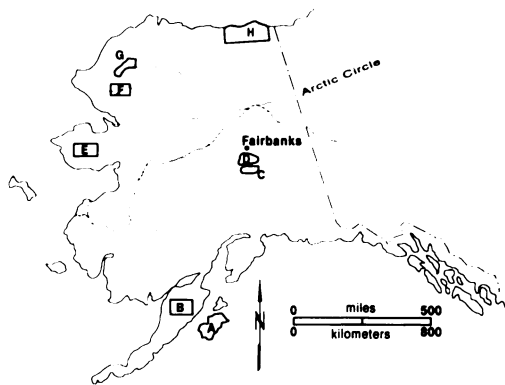 H
G
Arctic Circle
F
Fairbanks
E
D
C
B
A
N
0 miles 500
0 kilometers 800